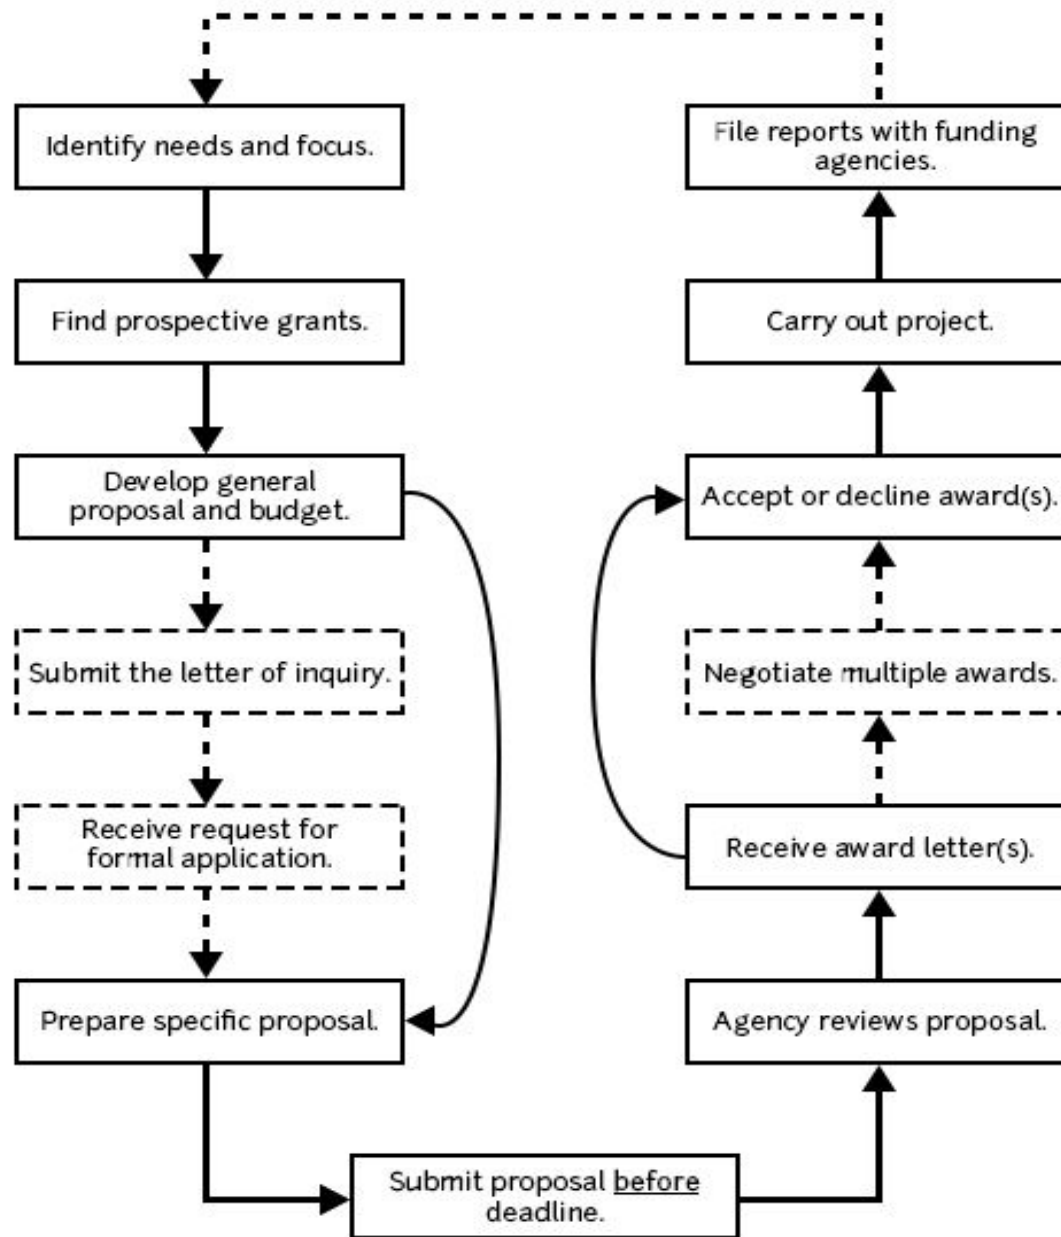 Identify needs and focus.
Find prospective grants.
Develop general
proposal and budget.
Submit the letter of inquiry.
Receive request for
formal application.
Prepare specific proposal.
Submit proposal before
deadline.
Agency reviews proposal.
Receive award letter(s).
Negotiate multiple awards.
Accept or decline award(s).
Carry out project.
File reports with funding
agencies.